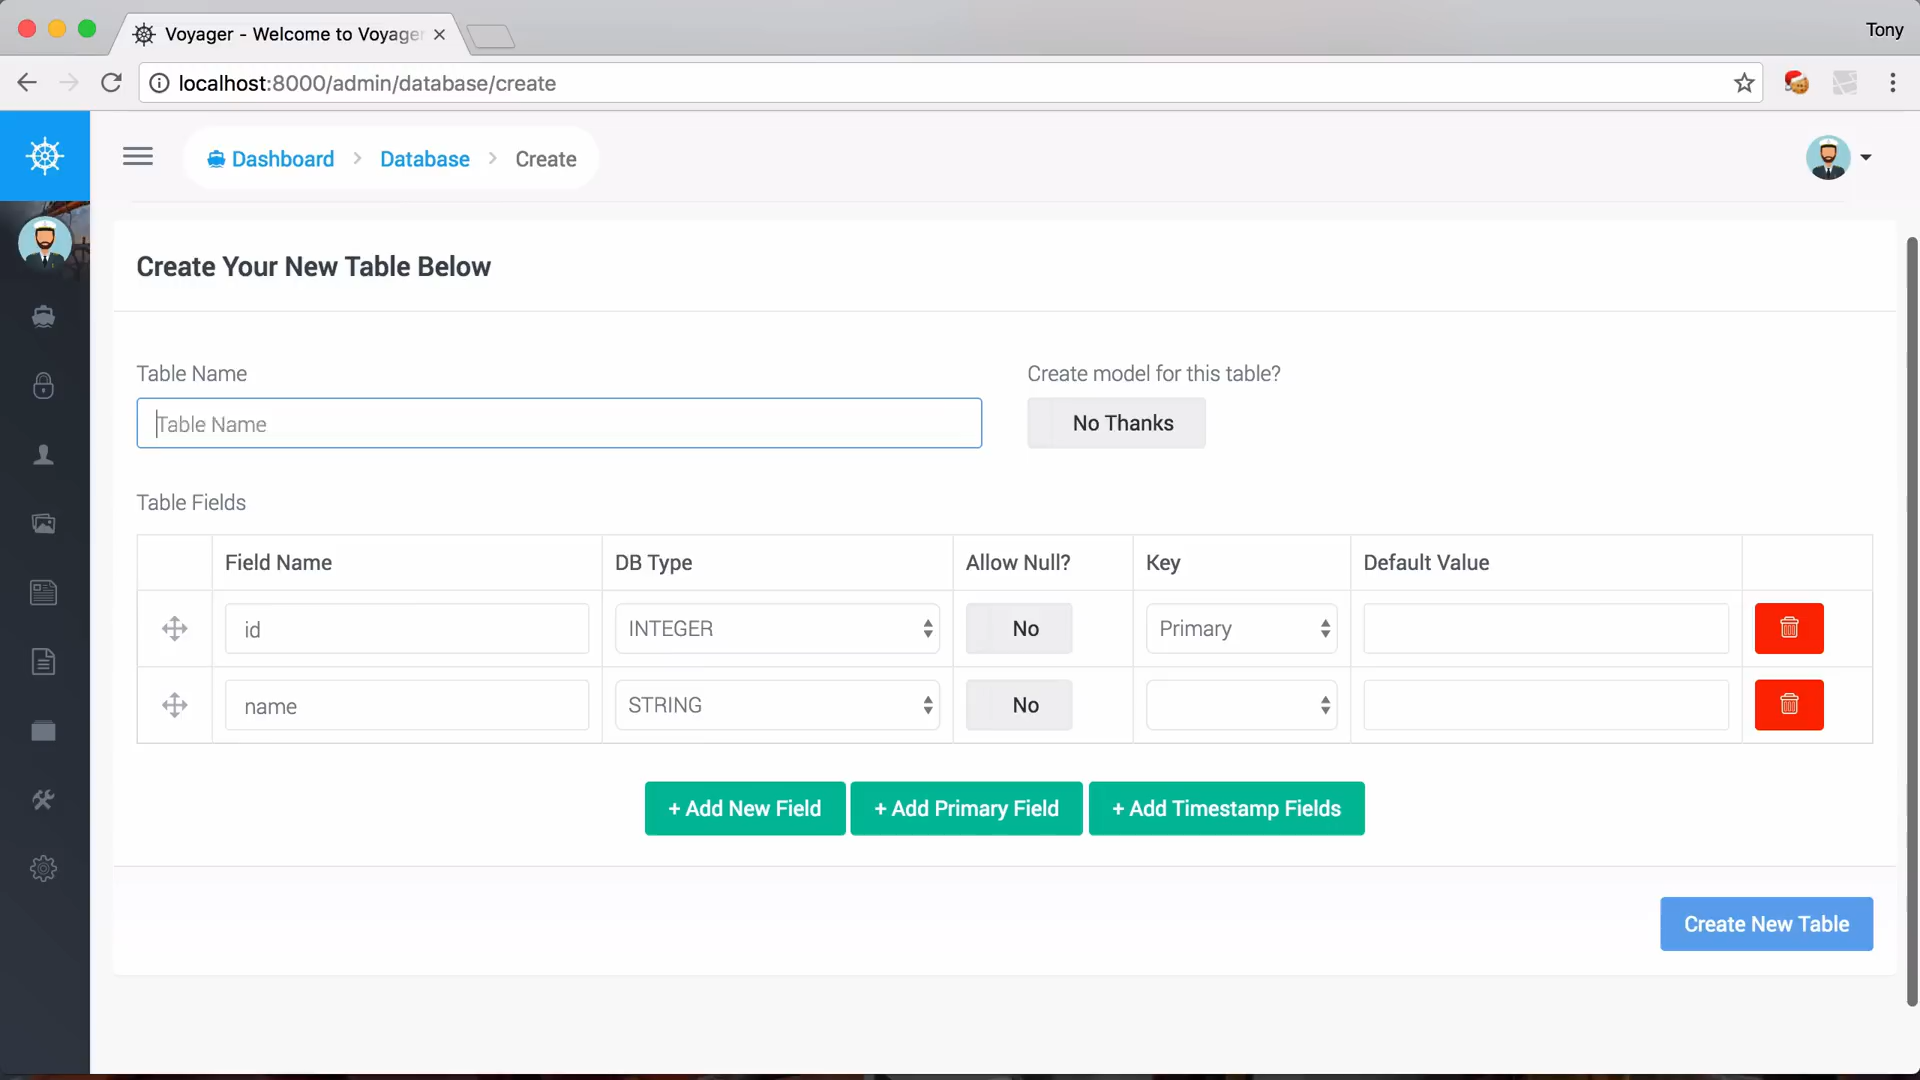 Voyager - Welcome to Voyager
Tony
localhost:8000/admin/database/create
Dashboard > Database > Create
Create Your New Table Below
Table Name
Create model for this table?
Table Name
No Thanks
Table Fields
Field Name DB Type Allow Null? Key Default Value
id INTEGER No Primary
name STRING No
+ Add New Field + Add Primary Field + Add Timestamp Fields
Create New Table